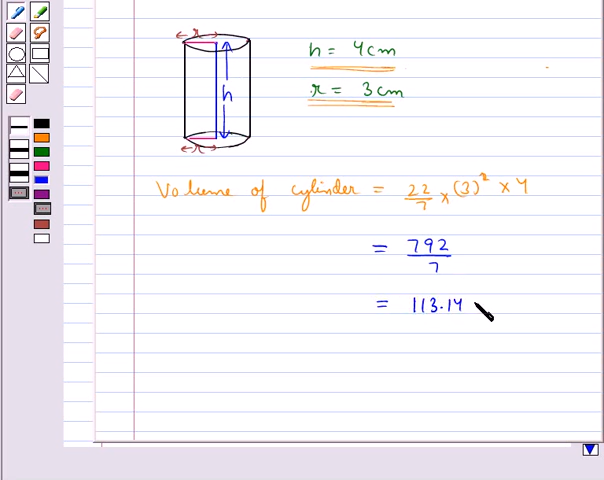 r
h = 4cm
r = 3cm
h
r
Volume of cylinder = 22/7 × (3)² × 4
= 792/7
= 113.14